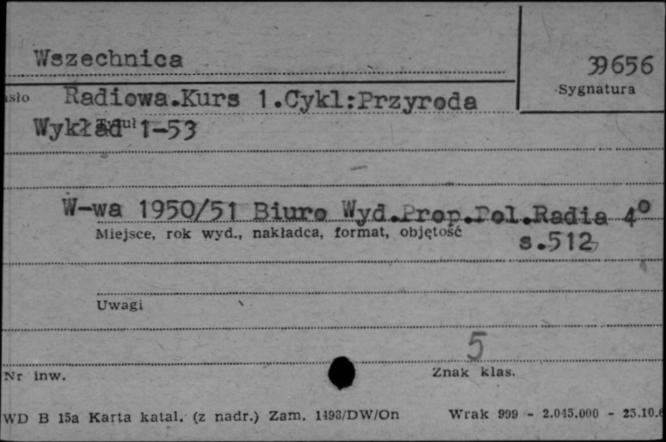 Wszechnica
39656
Sygnatura
Radiowa.Kurs 1.Cykl:Przyroda
Wykład 1-53
W-wa 1950/51 Biuro Wyd.Prop.Pol.Radia 4°
Miejsce, rok wyd., nakładca, format, objętość
s.512
Uwagi
5
Nr inw.
Znak klas.
WD B 15a Karta katal. (z nadr.) Zam. 1498/DW/On Wrak 999 - 2.045.000 -